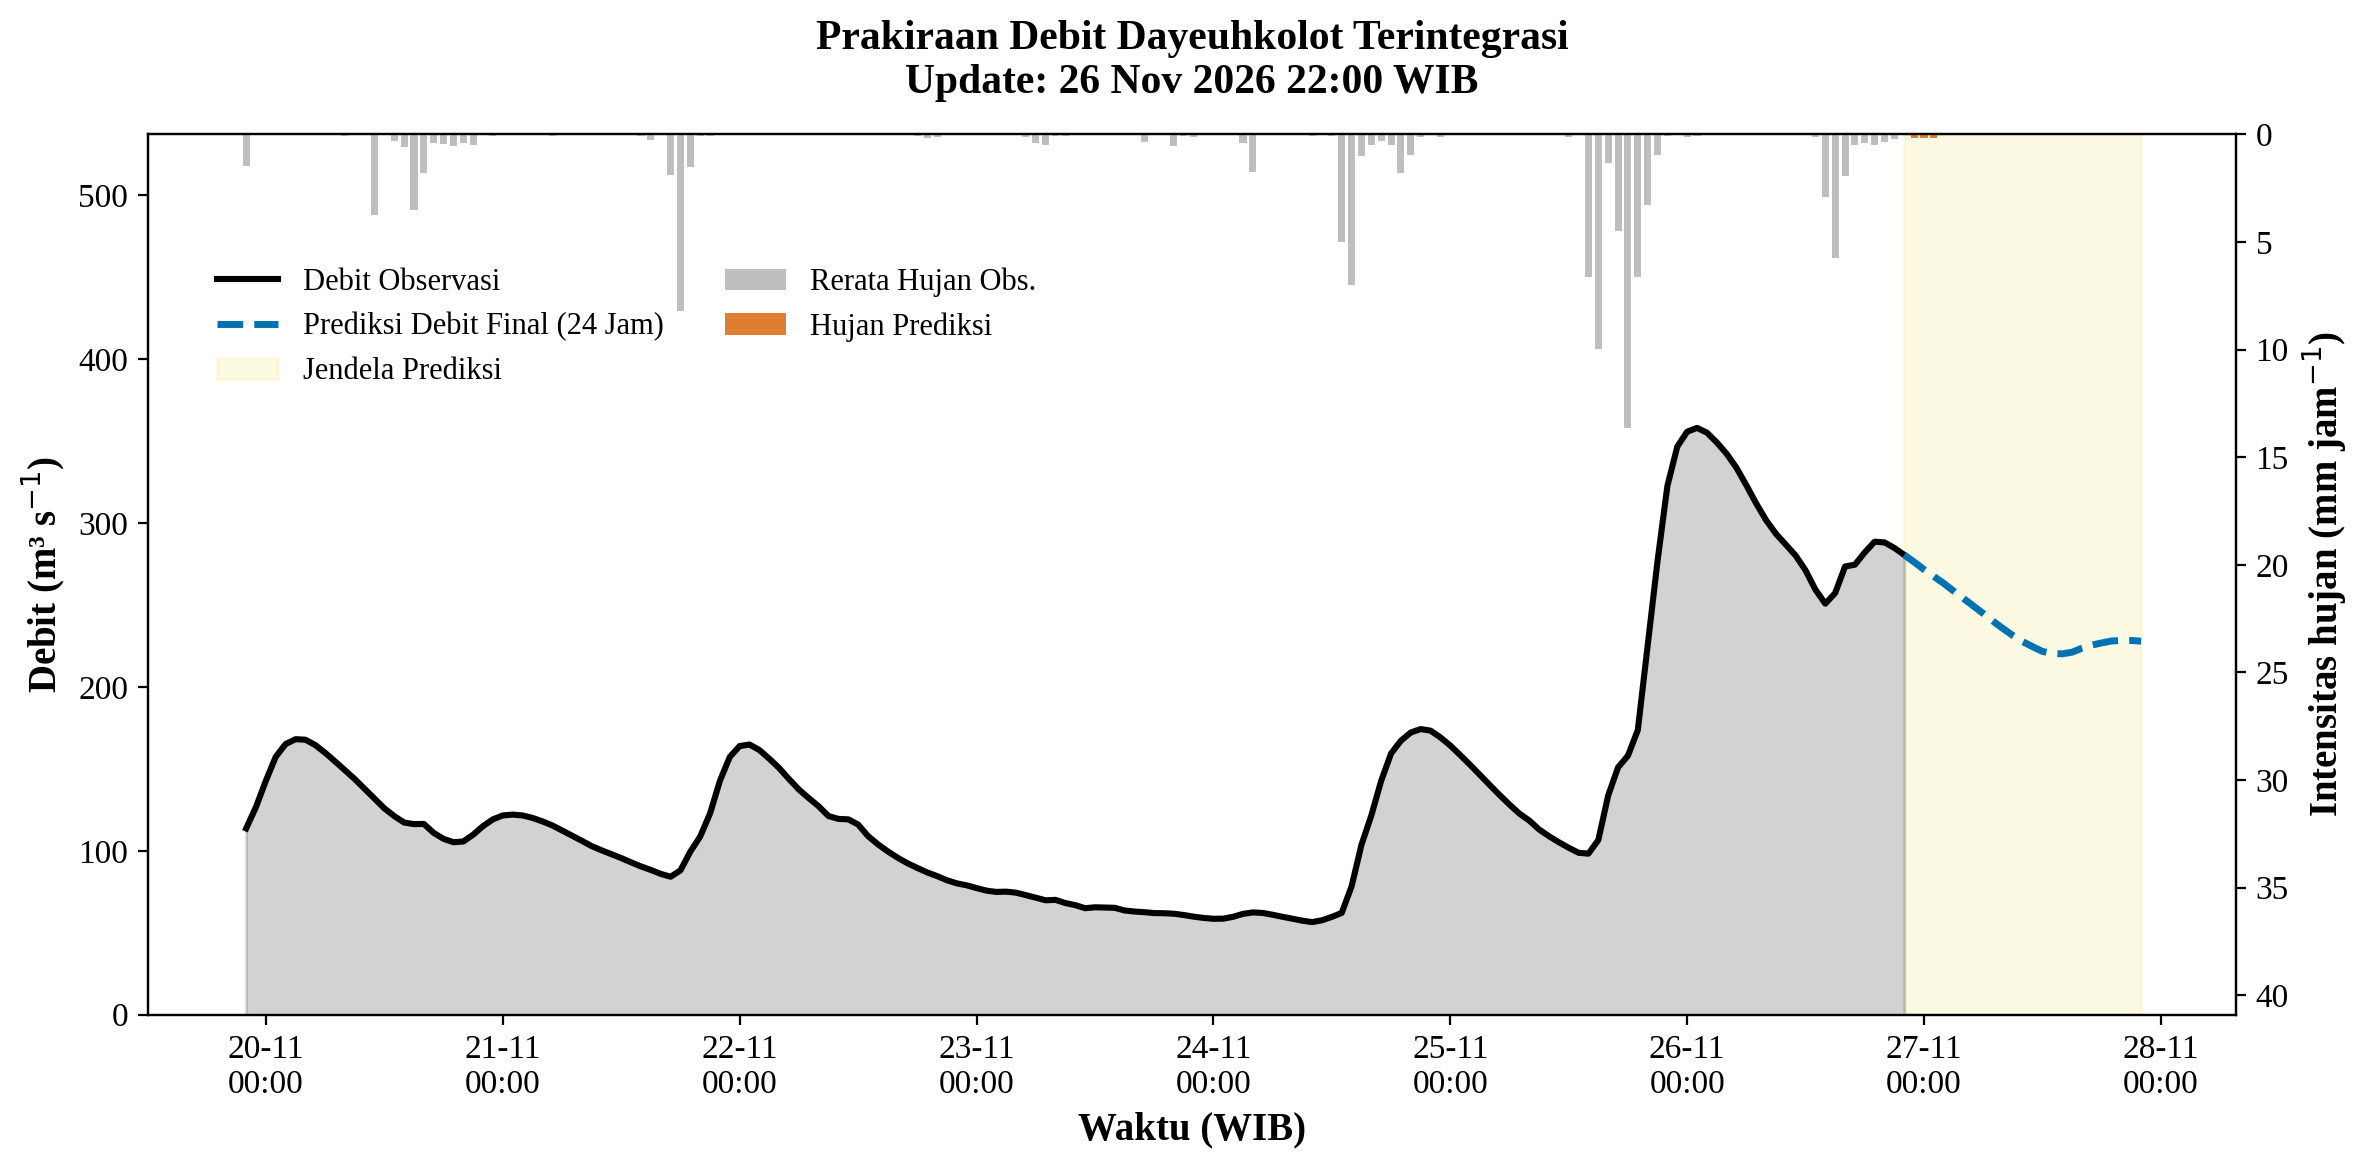 Prakiraan Debit Dayeuhkolot Terintegrasi
Update: 26 Nov 2026 22:00 WIB
Debit (m³ s⁻¹)
500
400
300
200
100
0
Debit Observasi
Prediksi Debit Final (24 Jam)
Jendela Prediksi
Rerata Hujan Obs.
Hujan Prediksi
0
5
10
15
20
25
30
35
40
Intensitas hujan (mm jam⁻¹)
20-11 21-11 22-11 23-11 24-11 25-11 26-11 27-11 28-11
00:00 00:00 00:00 00:00 00:00 00:00 00:00 00:00 00:00
Waktu (WIB)